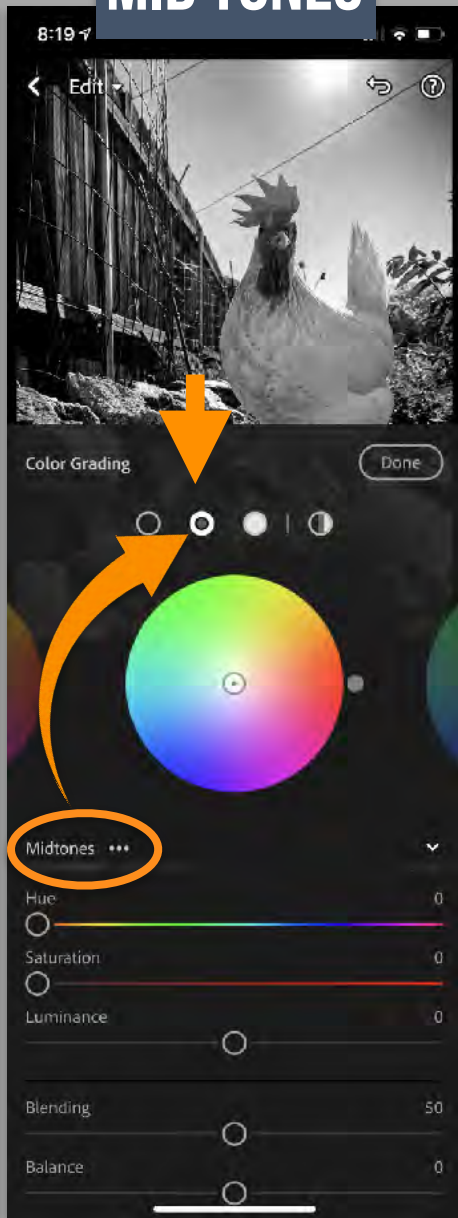 MID TONES
8:19
Edit
Color Grading
Done
Midtones •••
Hue 0
Saturation 0
Luminance 0
Blending 50
Balance 0